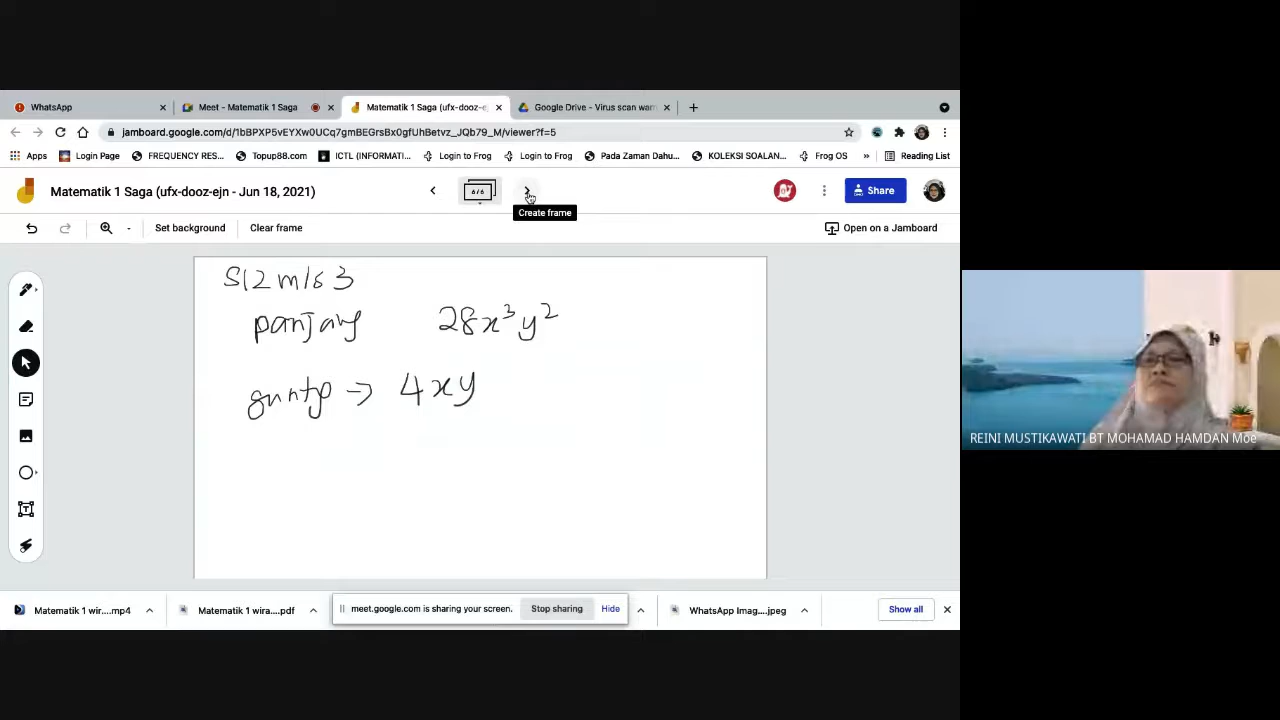 WhatsApp
Meet - Matematik 1 Saga
Matematik 1 Saga (ufx-dooz-e
Google Drive - Virus scan warn
jamboard.google.com/d/1bBPXP5vEYXw0UCq7gmBEGrsBx0gfUhBetvz_JQb79_M/viewer?f=5
Apps
Login Page
FREQUENCY RES...
Topup88.com
ICTL (INFORMATI...
Login to Frog
Login to Frog
Pada Zaman Dahu...
KOLEKSI SOALAN...
Frog OS
»
Reading List
Matematik 1 Saga (ufx-dooz-ejn - Jun 18, 2021)
6/6
Share
Create frame
Set background
Clear frame
Open on a Jamboard
S12 m/s 3
panjang 28x³y²
→ 4xy
REINI MUSTIKAWATI BT MOHAMAD HAMDAN Moe
Matematik 1 wir....mp4
Matematik 1 wira....pdf
meet.google.com is sharing your screen.
Stop sharing
Hide
WhatsApp Imag....jpeg
Show all